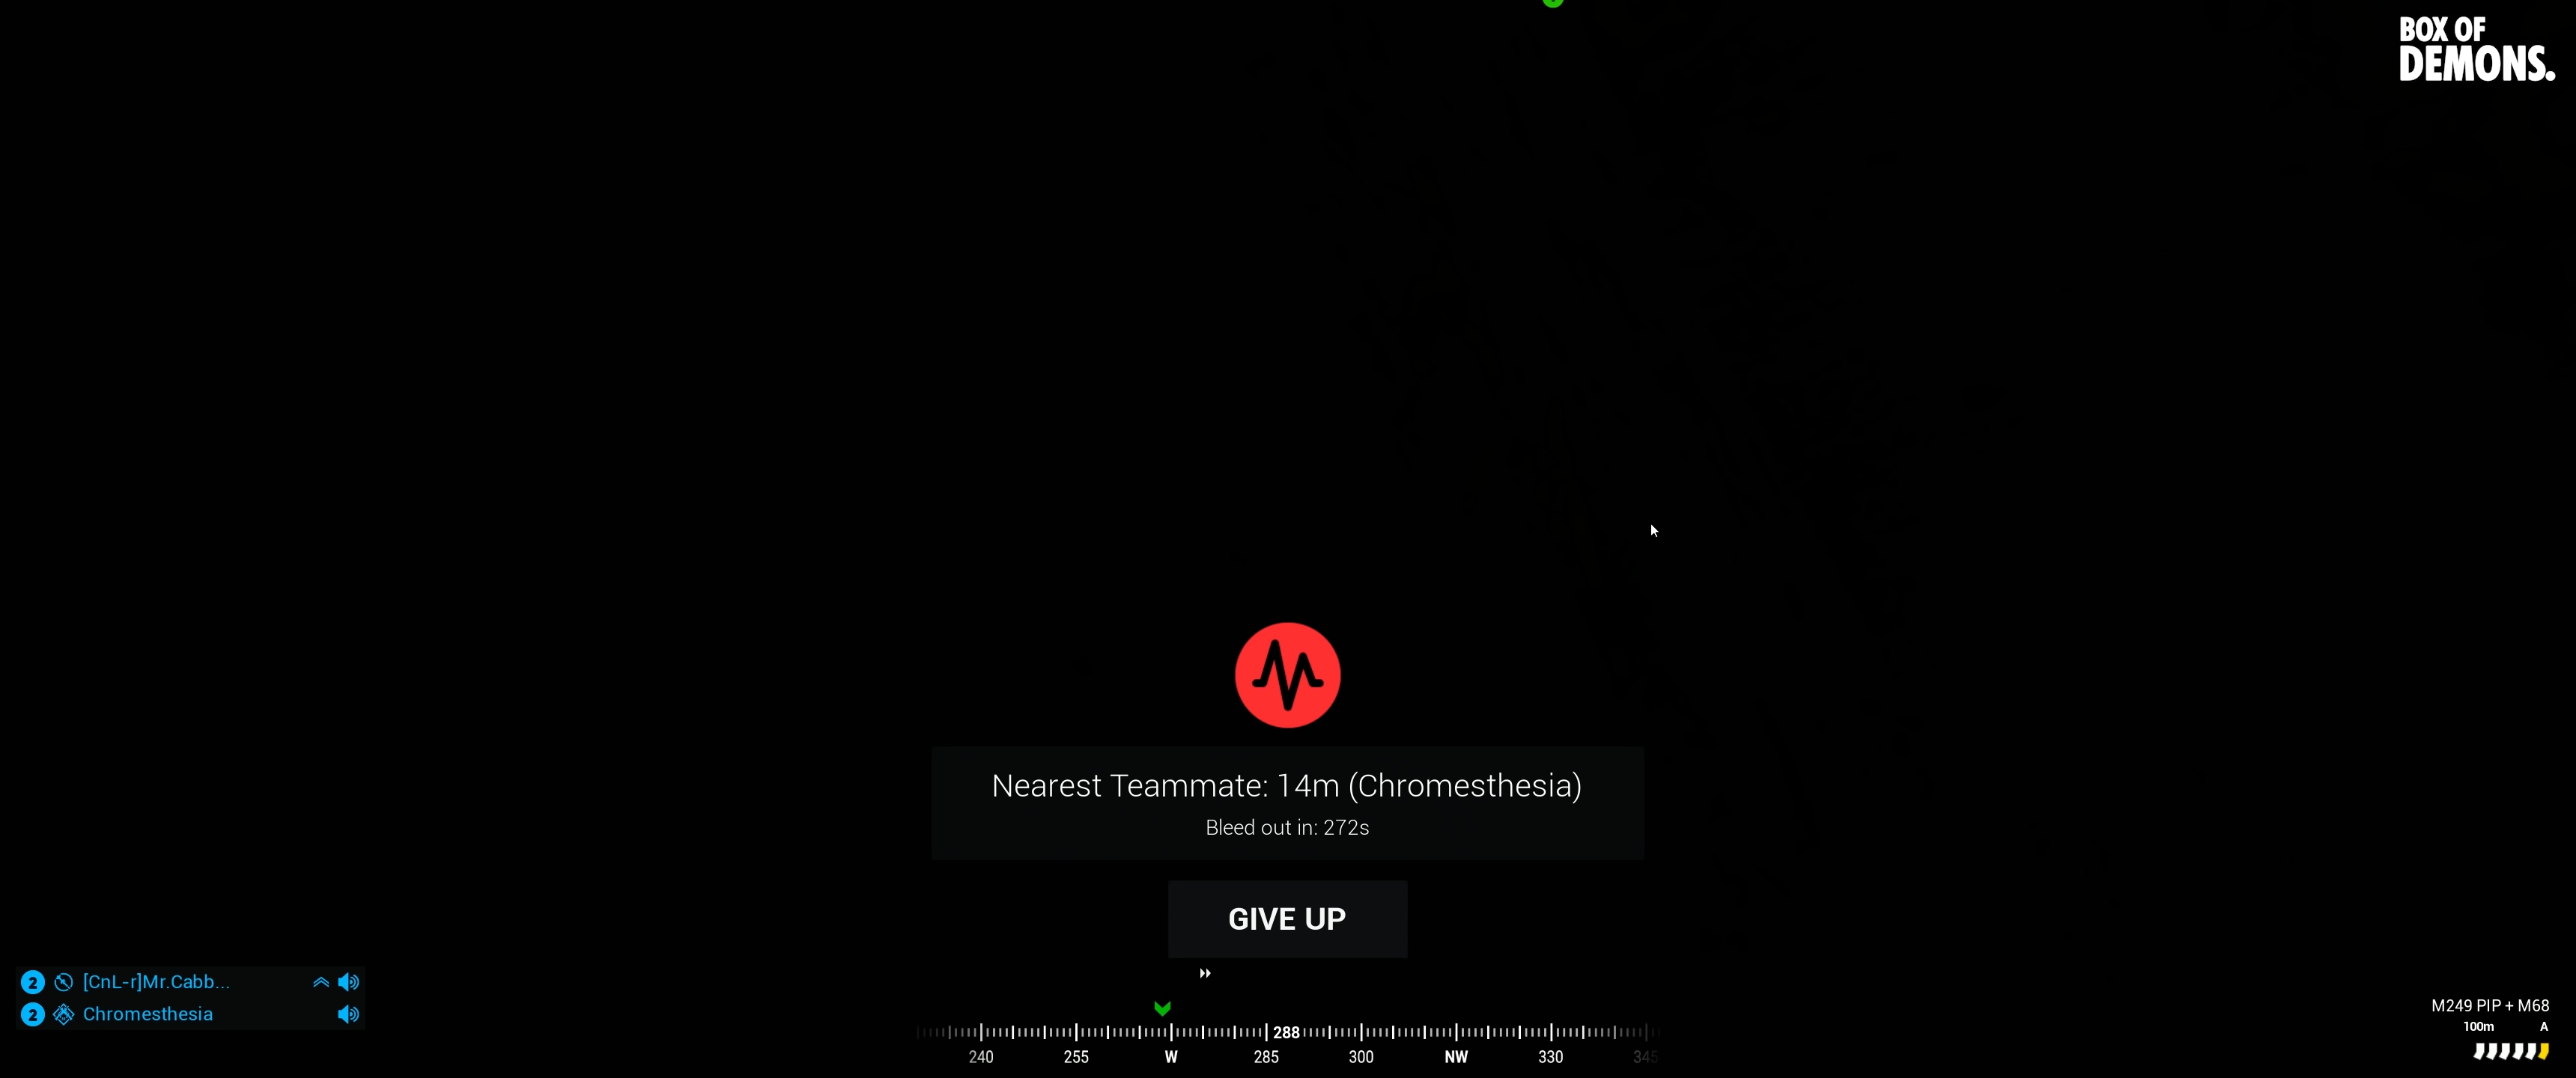 BOX OF
DEMONS.
Nearest Teammate: 14m (Chromesthesia)
Bleed out in: 272s
GIVE UP
2 [CnL-r]Mr.Cabb...
2 Chromesthesia
288
240 255 W 285 300 NW 330 345
M249 PIP + M68
100m A